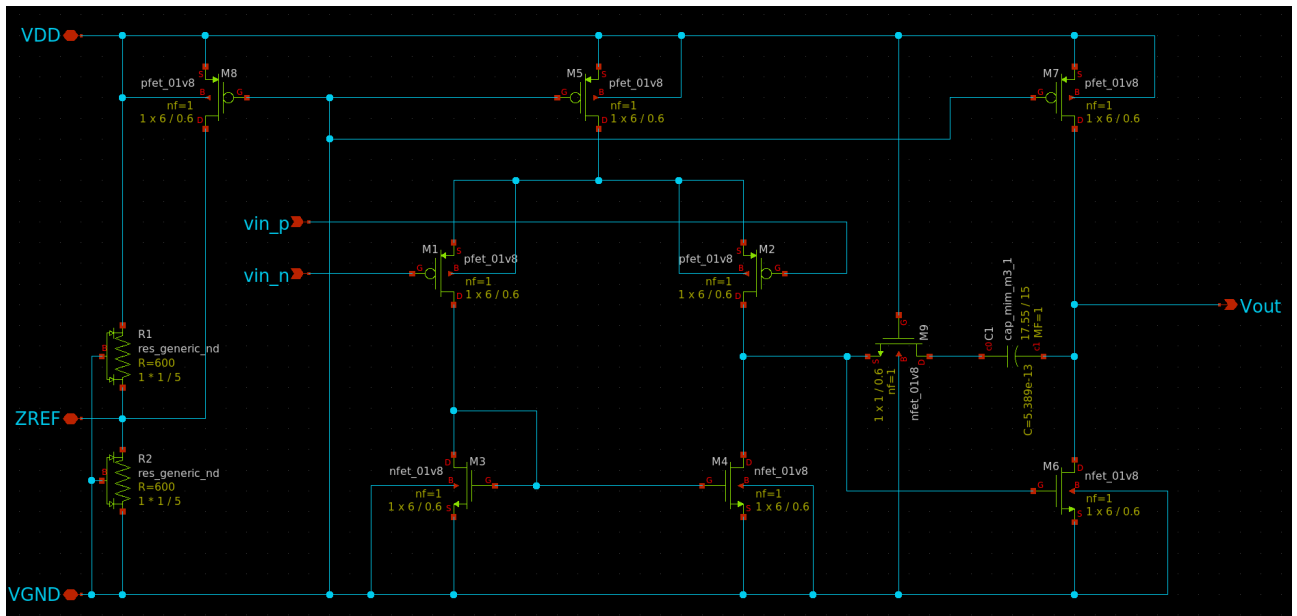 VDD
M8
pfet_01v8
nf=1
1 x 6 / 0.6
S
B
G
D
M5
pfet_01v8
nf=1
1 x 6 / 0.6
S
G
B
D
M7
pfet_01v8
nf=1
1 x 6 / 0.6
S
G
B
D
vin_p
vin_n
M1
pfet_01v8
nf=1
1 x 6 / 0.6
S
G
B
D
M2
pfet_01v8
nf=1
1 x 6 / 0.6
S
B
G
D
R1
res_generic_nd
R=600
1 * 1 / 5
B
M9
nfet_01v8
nf=1
1 x 1 / 0.6
G
S
B
D
C1
cap_mim_m3_1
17.55 / 15
MF=1
C=5.389e-13
c0
c1
Vout
ZREF
R2
res_generic_nd
R=600
1 * 1 / 5
B
M3
nfet_01v8
nf=1
1 x 6 / 0.6
D
B
G
S
M4
nfet_01v8
nf=1
1 x 6 / 0.6
D
G
B
S
M6
nfet_01v8
nf=1
1 x 6 / 0.6
D
G
B
S
VGND